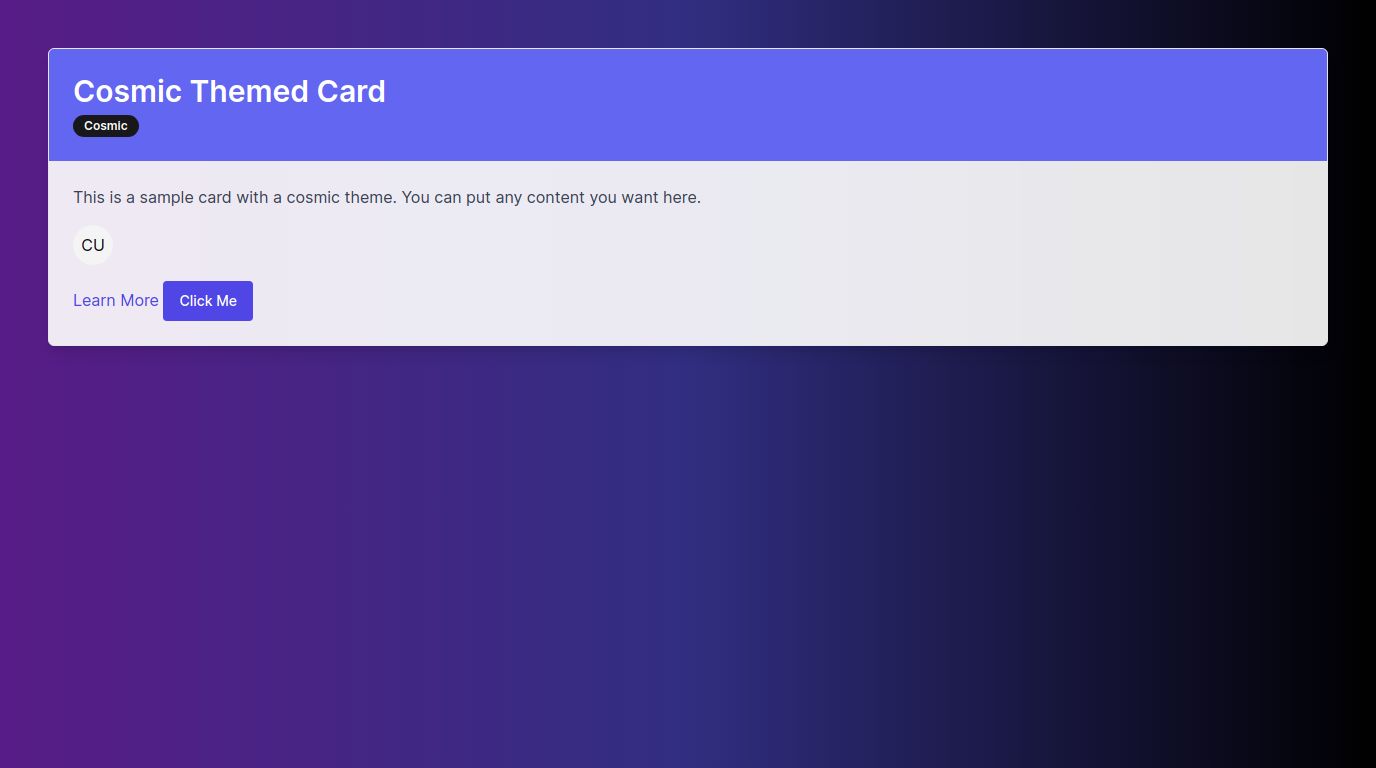 Cosmic Themed Card
Cosmic
This is a sample card with a cosmic theme. You can put any content you want here.
CU
Learn More Click Me